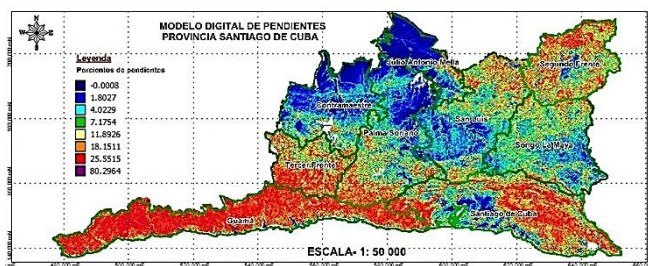 MODELO DIGITAL DE PENDIENTES
PROVINCIA SANTIAGO DE CUBA
N
W
E
S
Leyenda
Porcientos de pendientes
-0.0008
1.8027
4.0229
7.1754
11.8926
18.1511
25.5515
80.2964
Julio Antonio Mella
Segundo Frente
Contramaestre
San Luis
Palma Soriano
Songo La Maya
Tercer Frente
Guamá
Santiago de Cuba
ESCALA- 1: 50 000